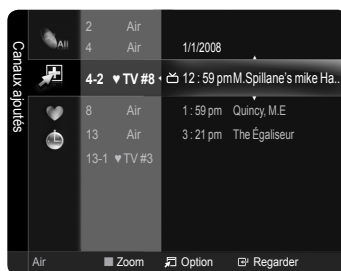 Canaux ajoutés
All
2 Air
4 Air 1/1/2008
4-2 ♥ TV #8 12 : 59 pm M.Spillane's mike Ha..
8 Air 1 : 59 pm Quincy, M.E
13 Air 3 : 21 pm The Égaliseur
13-1 ♥ TV #3
Air Zoom Option Regarder